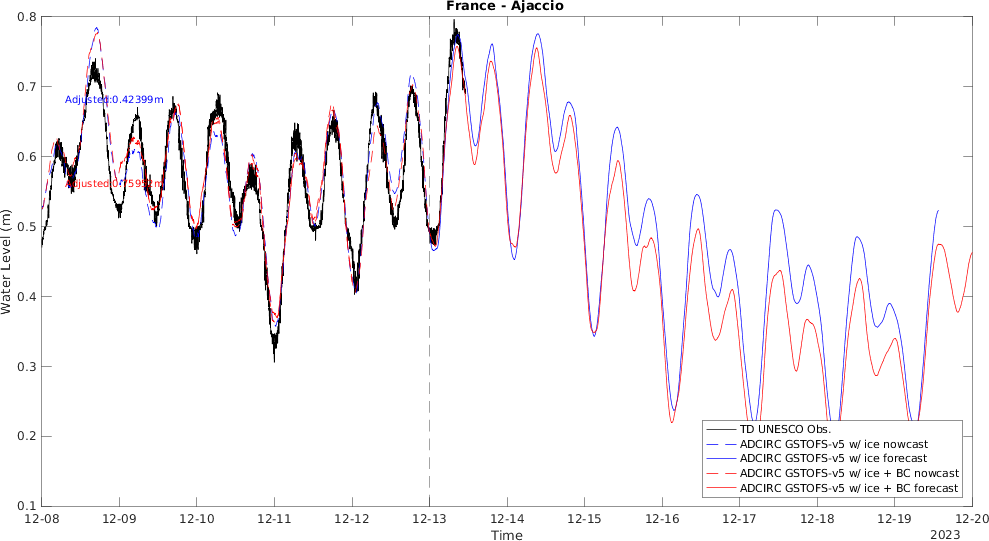 France - Ajaccio
0.8
0.7
0.6
0.5
0.4
0.3
0.2
0.1
Water Level (m)
Adjusted:0.42399m
TD UNESCO Obs.
ADCIRC GSTOFS-v5 w/ ice nowcast
ADCIRC GSTOFS-v5 w/ ice forecast
ADCIRC GSTOFS-v5 w/ ice + BC nowcast
ADCIRC GSTOFS-v5 w/ ice + BC forecast
12-08 12-09 12-10 12-11 12-12 12-13 12-14 12-15 12-16 12-17 12-18 12-19 12-20
Time
2023